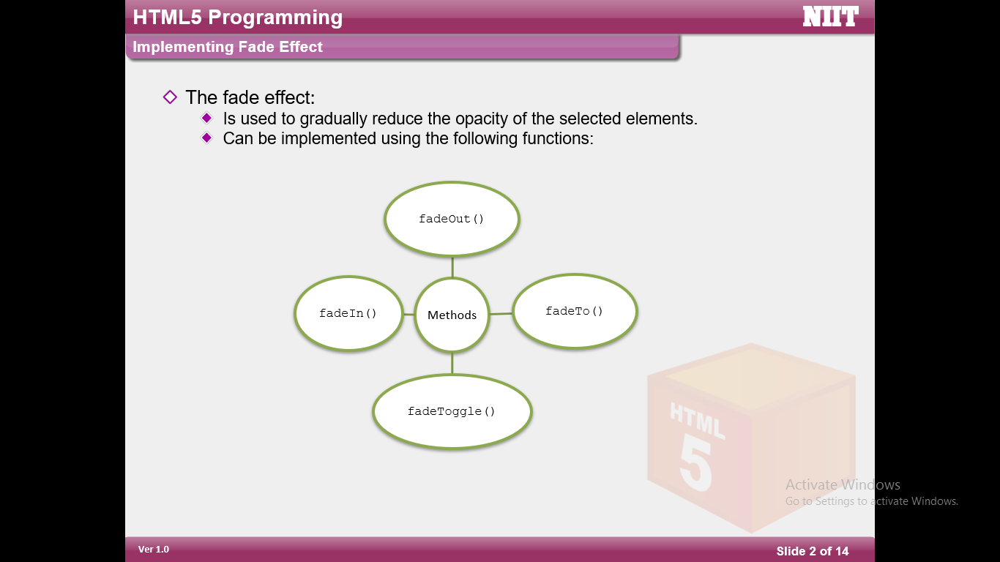 HTML5 Programming
NIIT
Implementing Fade Effect
The fade effect:
Is used to gradually reduce the opacity of the selected elements.
Can be implemented using the following functions:
fadeOut()
fadeIn()
Methods
fadeTo()
fadeToggle()
HTML
5
Activate Windows
Go to Settings to activate Windows.
Ver 1.0
Slide 2 of 14